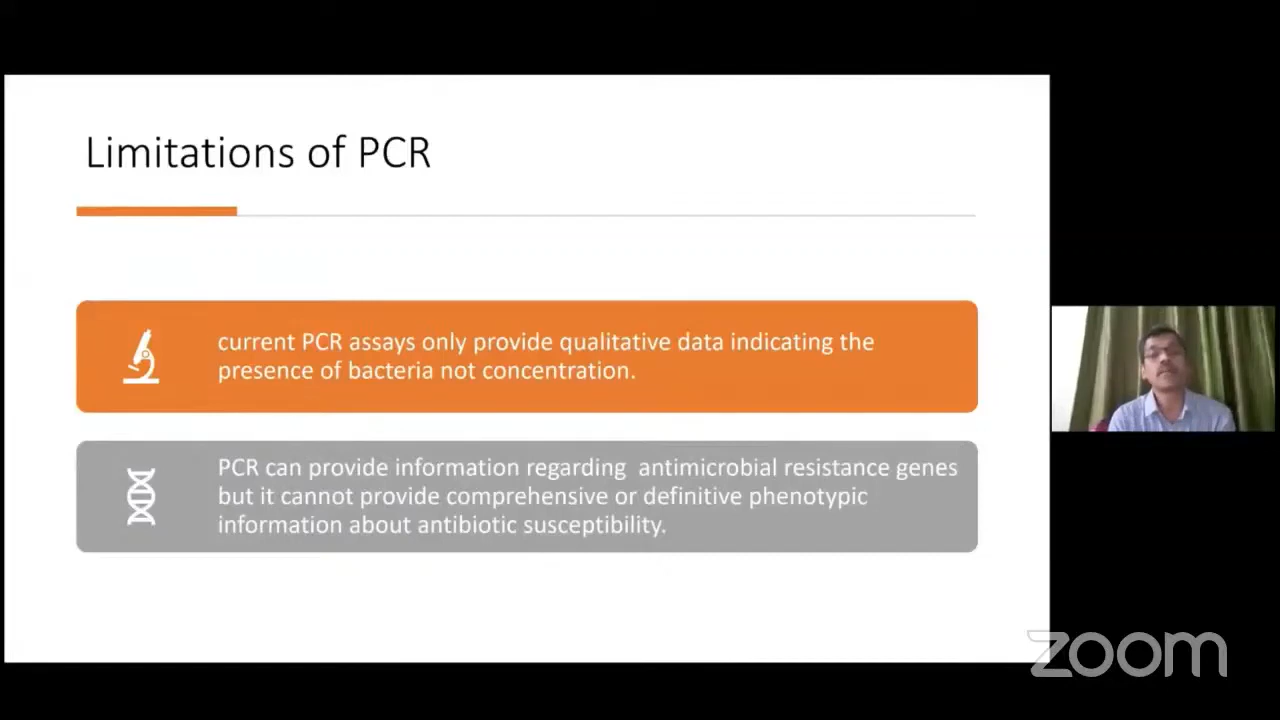 Limitations of PCR
current PCR assays only provide qualitative data indicating the
presence of bacteria not concentration.
PCR can provide information regarding  antimicrobial resistance genes
but it cannot provide comprehensive or definitive phenotypic
information about antibiotic susceptibility.
zoom